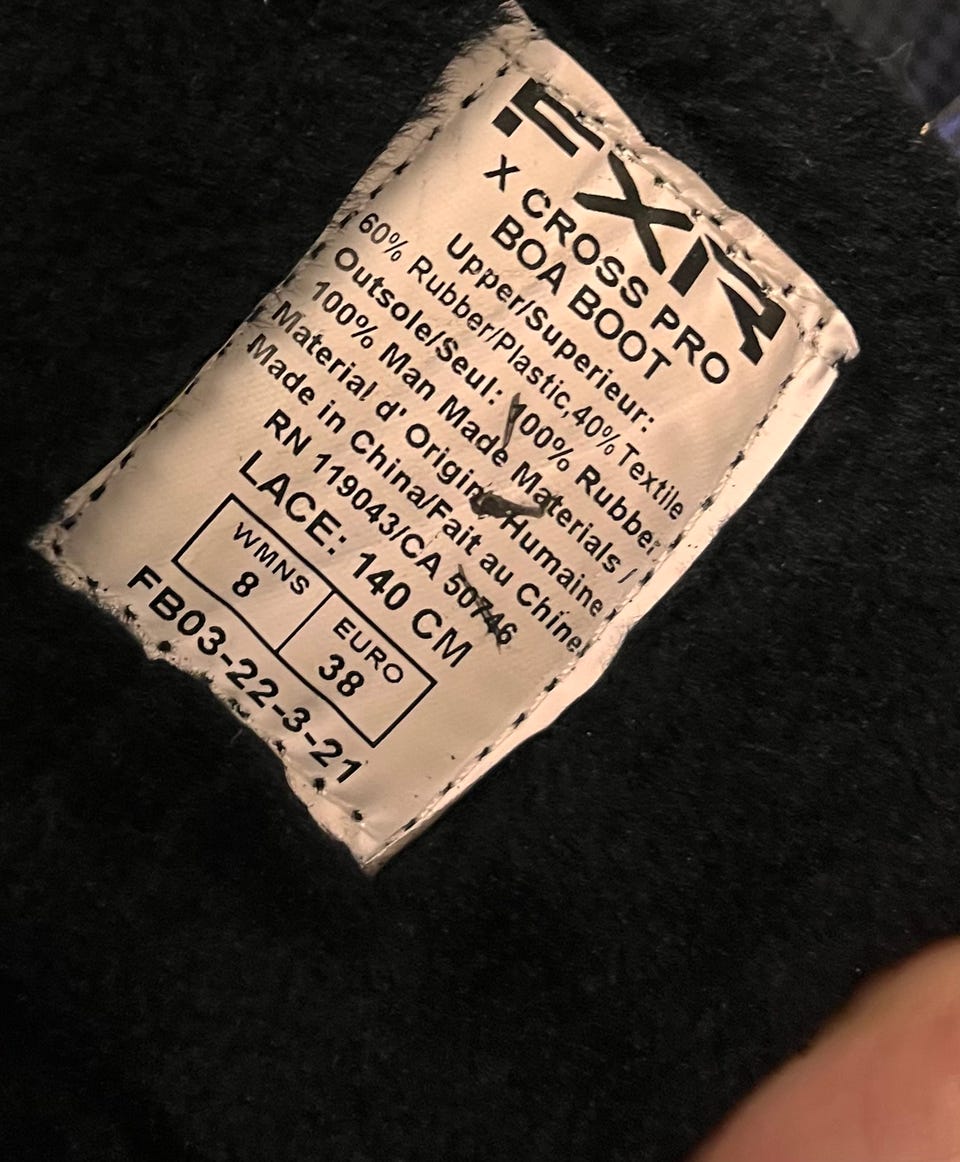 FXR
X CROSS PRO
BOA BOOT
Upper/Superieur:
60% Rubber/Plastic,40% Textile
Outsole/Seul: 100% Rubber
100% Man Made Materials /
Material d' Origine Humaine
Made in China/Fait au Chine
RN 119043/CA 50746
LACE: 140 CM
WMNS EURO
8 38
FB03-22-3-21